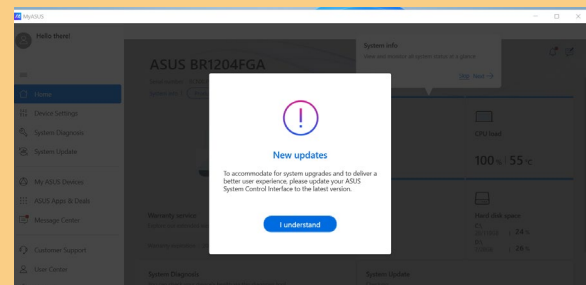 MyASUS
Hello there!
ASUS BR1204FGA
System Info
Skip Next →
Home
Device Settings
System Diagnosis
System Update
My ASUS Devices
ASUS Apps & Deals
Message Center
Customer Support
User Center
New updates
To accommodate for system upgrades and to deliver a
better user experience, please update your ASUS
System Control Interface to the latest version.
I understand
CPU load
100 % 55 °C
Hard disk space
24 %
26 %
Warranty service
System Diagnosis
System Update